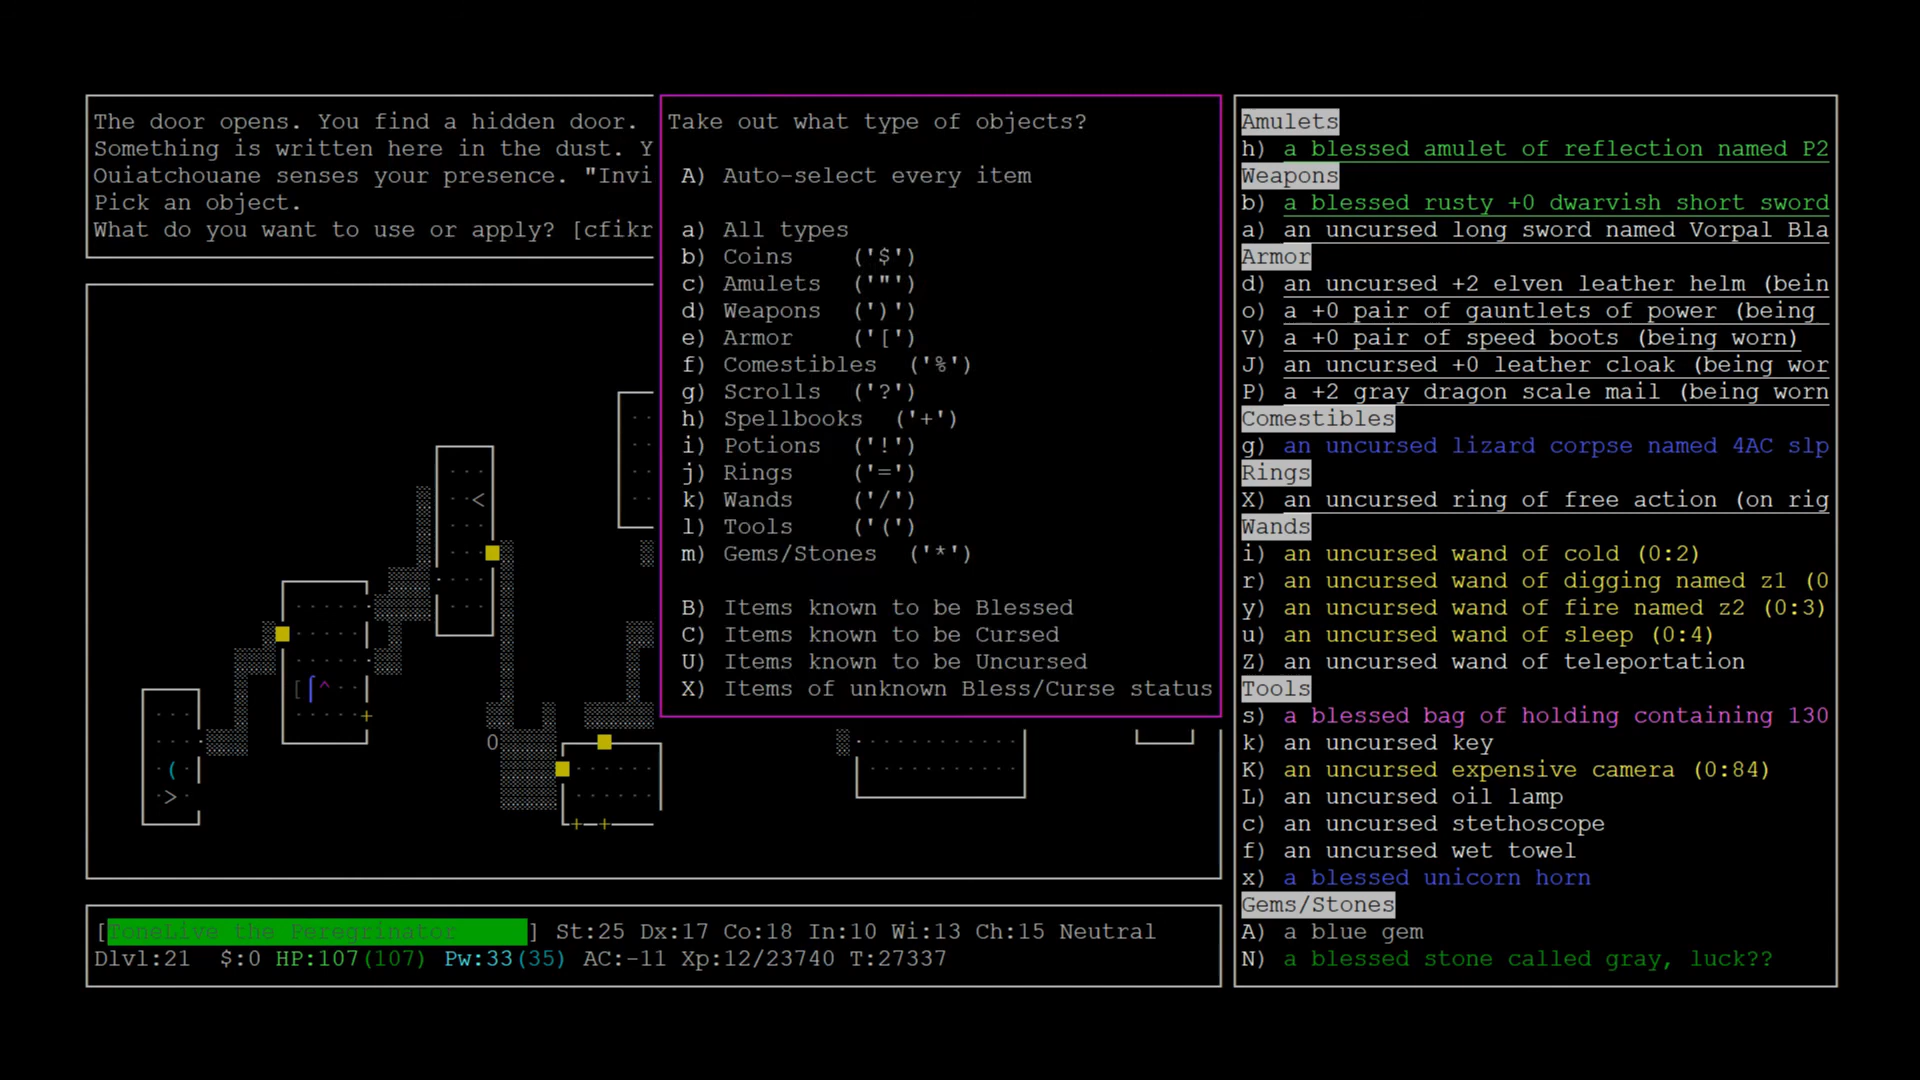 The door opens. You find a hidden door.
Something is written here in the dust. Y
Ouiatchouane senses your presence. "Invi
Pick an object.
What do you want to use or apply? [cfikr
Take out what type of objects?
A) Auto-select every item
a) All types
b) Coins ('$')
c) Amulets ('"')
d) Weapons (')')
e) Armor ('[')
f) Comestibles ('%')
g) Scrolls ('?')
h) Spellbooks ('+')
i) Potions ('!')
j) Rings ('=')
k) Wands ('/')
l) Tools ('(')
m) Gems/Stones ('*')
B) Items known to be Blessed
C) Items known to be Cursed
U) Items known to be Uncursed
X) Items of unknown Bless/Curse status
Amulets
h) a blessed amulet of reflection named P2
Weapons
b) a blessed rusty +0 dwarvish short sword
a) an uncursed long sword named Vorpal Bla
Armor
d) an uncursed +2 elven leather helm (bein
o) a +0 pair of gauntlets of power (being
V) a +0 pair of speed boots (being worn)
J) an uncursed +0 leather cloak (being wor
P) a +2 gray dragon scale mail (being worn
Comestibles
g) an uncursed lizard corpse named 4AC slp
Rings
X) an uncursed ring of free action (on rig
Wands
i) an uncursed wand of cold (0:2)
r) an uncursed wand of digging named z1 (0
y) an uncursed wand of fire named z2 (0:3)
u) an uncursed wand of sleep (0:4)
Z) an uncursed wand of teleportation
Tools
s) a blessed bag of holding containing 130
k) an uncursed key
K) an uncursed expensive camera (0:84)
L) an uncursed oil lamp
c) an uncursed stethoscope
f) an uncursed wet towel
x) a blessed unicorn horn
Gems/Stones
A) a blue gem
N) a blessed stone called gray, luck??
[ToneLive the Peregrinator ] St:25 Dx:17 Co:18 In:10 Wi:13 Ch:15 Neutral
Dlvl:21 $:0 HP:107(107) Pw:33(35) AC:-11 Xp:12/23740 T:27337